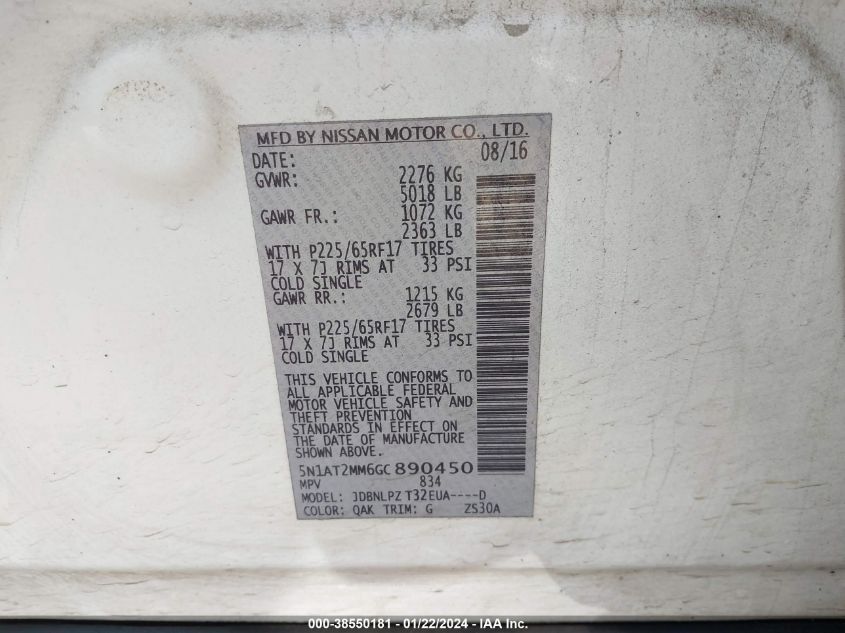 MFD BY NISSAN MOTOR CO., LTD.
DATE: 08/16
GVWR: 2276 KG
5018 LB
GAWR FR.: 1072 KG
2363 LB
WITH P225/65RF17 TIRES
17 X 7J RIMS AT 33 PSI
COLD SINGLE
GAWR RR.: 1215 KG
2679 LB
WITH P225/65RF17 TIRES
17 X 7J RIMS AT 33 PSI
COLD SINGLE
THIS VEHICLE CONFORMS TO
ALL APPLICABLE FEDERAL
MOTOR VEHICLE SAFETY AND
THEFT PREVENTION
STANDARDS IN EFFECT ON
THE DATE OF MANUFACTURE
SHOWN ABOVE.
5N1AT2MM6GC890450
MPV 834
MODEL: JDBNLPZ T32EUA----D
COLOR: QAK TRIM: G ZS30A
000-38550181 - 01/22/2024 - IAA Inc.